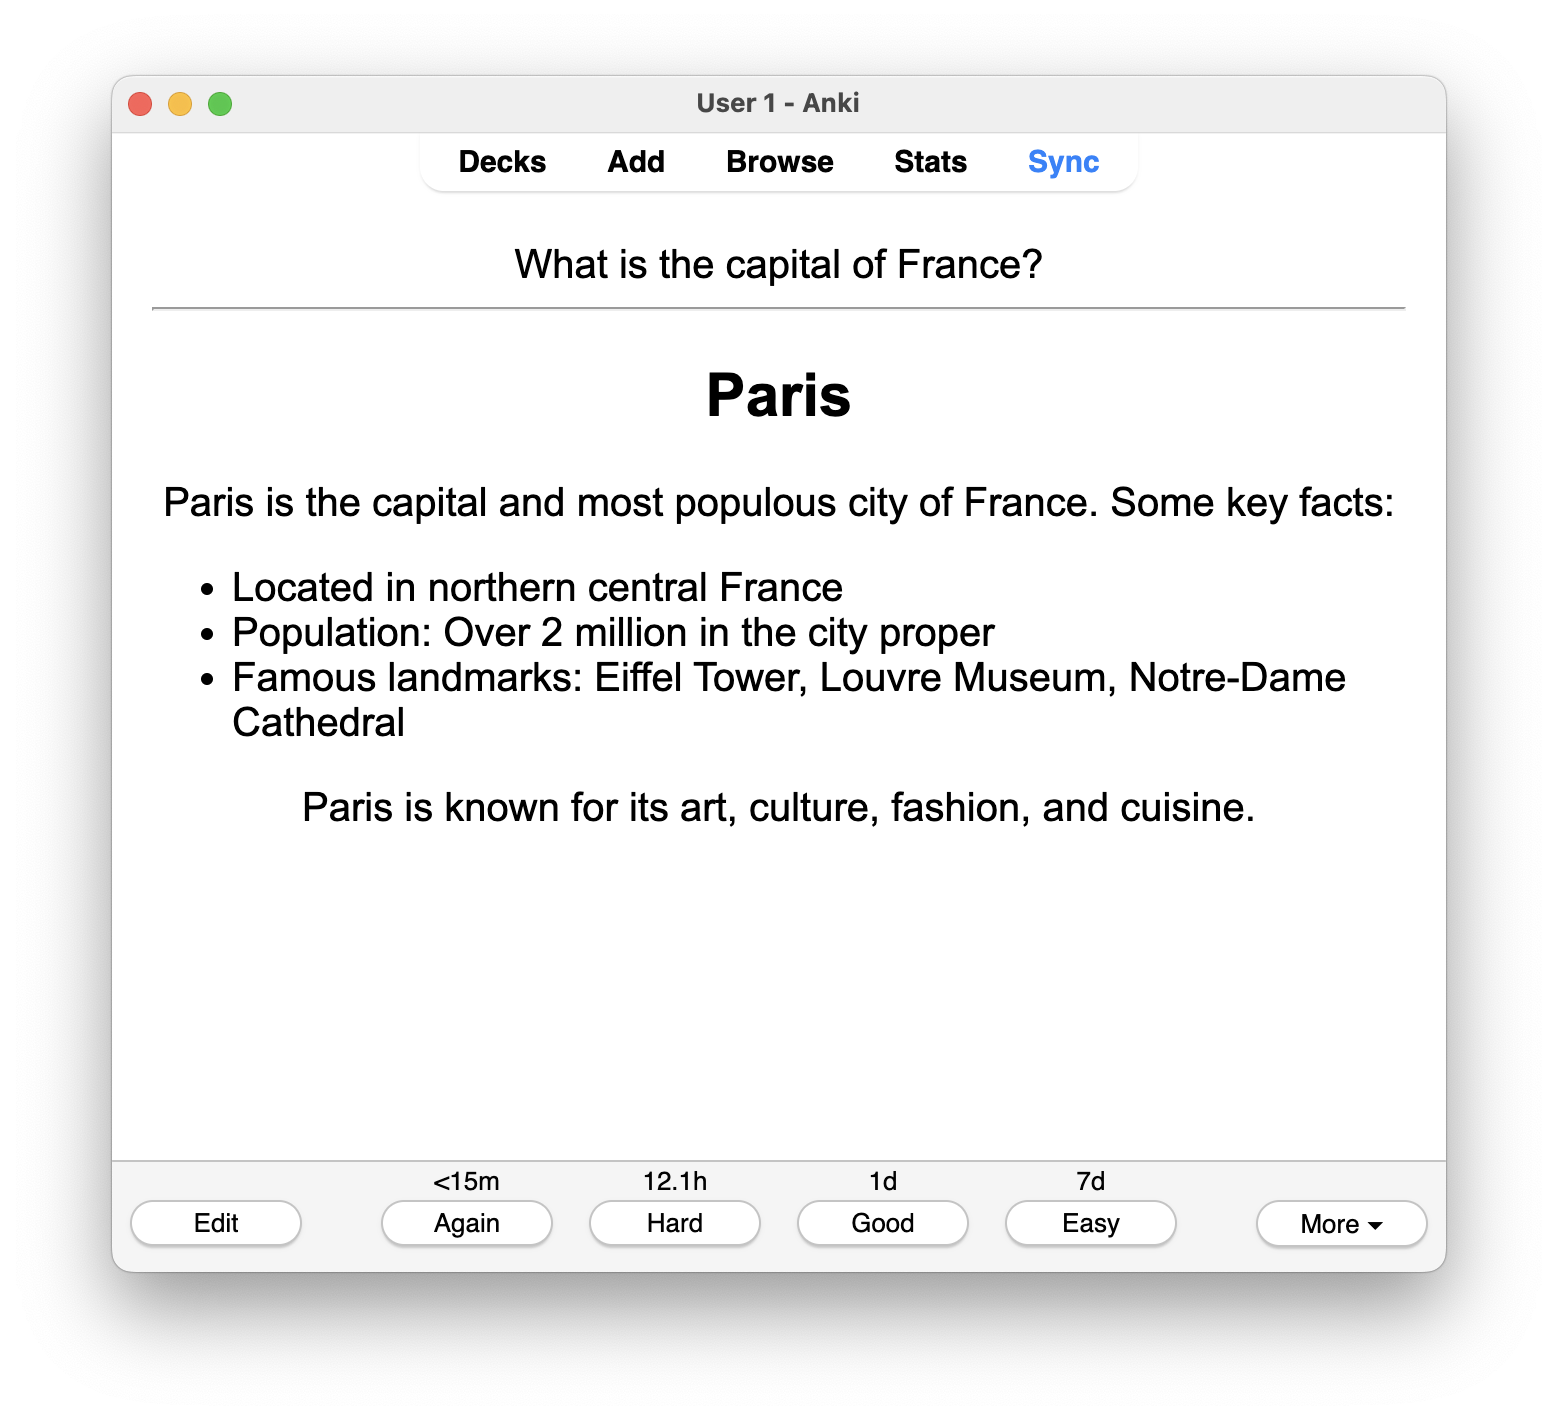 User 1 - Anki
Decks Add Browse Stats Sync
What is the capital of France?
Paris
Paris is the capital and most populous city of France. Some key facts:
• Located in northern central France
• Population: Over 2 million in the city proper
• Famous landmarks: Eiffel Tower, Louvre Museum, Notre-Dame
Cathedral
Paris is known for its art, culture, fashion, and cuisine.
<15m 12.1h 1d 7d
Edit Again Hard Good Easy More